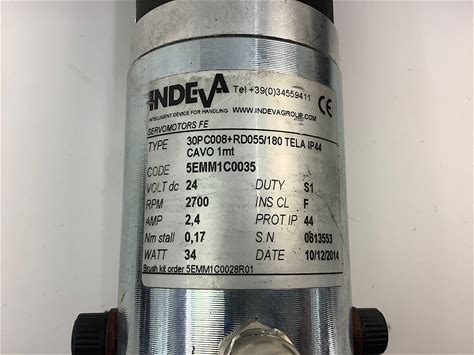 INDEVA Tel +39(0)34559411
INTELLIGENT DEVICE FOR HANDLING WWW.INDEVAGROUP.COM CE
SERVOMOTORS FE
TYPE 30PC008+RD055/180 TELA IP44
CAVO 1mt
CODE 5EMM1C0035
VOLT dc 24 DUTY S1
RPM 2700 INS CL F
AMP 2,4 PROT IP 44
Nm stall 0,17 S.N. 0613553
WATT 34 DATE 10/12/2014
Brush kit order 5EMM1C0028R01